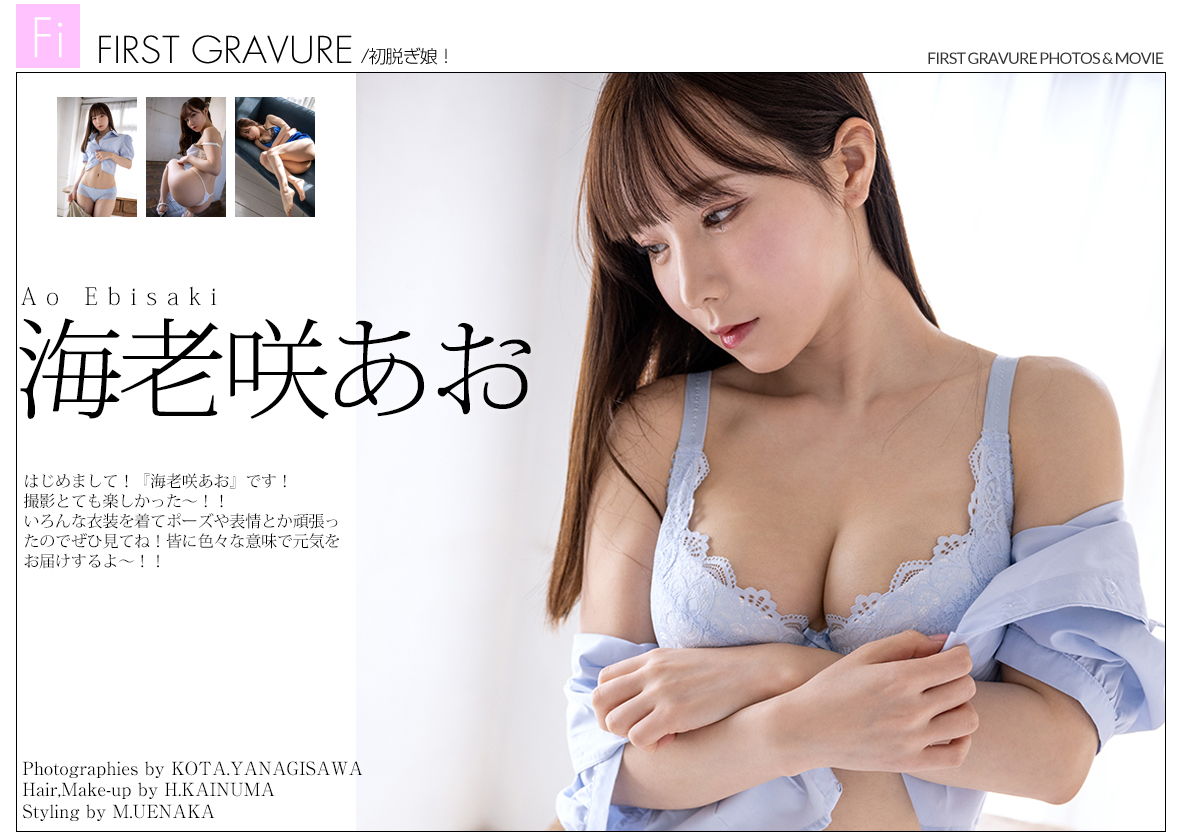 Fi
FIRST GRAVURE /初脱ぎ娘！
FIRST GRAVURE PHOTOS & MOVIE
Ao Ebisaki
海老咲あお
はじめまして！『海老咲あお』です！
撮影とても楽しかった～！！
いろんな衣装を着てポーズや表情とか頑張っ
たのでぜひ見てね！皆に色々な意味で元気を
お届けするよ～！！
Photographies by KOTA.YANAGISAWA
Hair,Make-up by H.KAINUMA
Styling by M.UENAKA